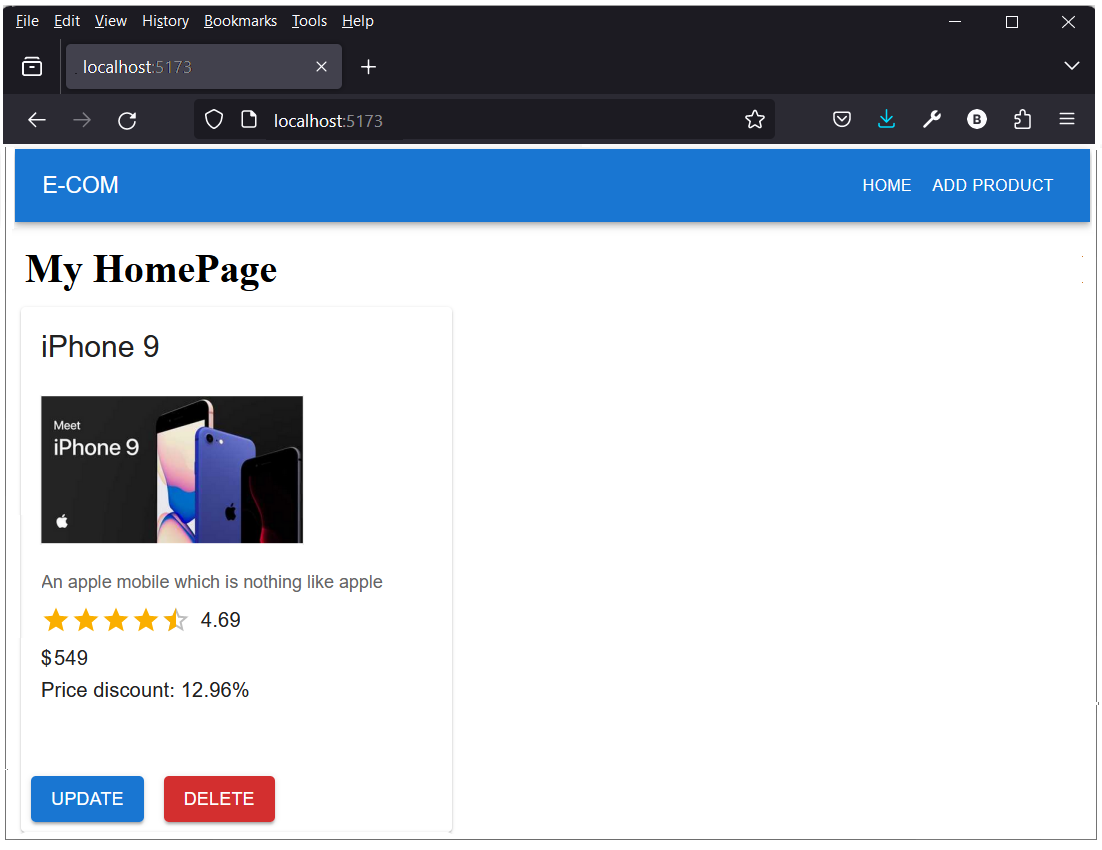 File Edit View History Bookmarks Tools Help
localhost:5173
localhost:5173
B
E-COM HOME ADD PRODUCT
My HomePage
iPhone 9
Meet
iPhone 9
An apple mobile which is nothing like apple
4.69
$549
Price discount: 12.96%
UPDATE DELETE